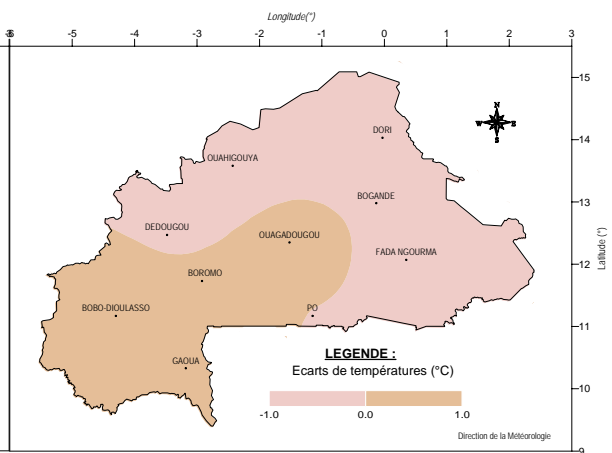 Longitude(°)
-6 -5 -4 -3 -2 -1 0 1 2 3
15
N
W E
S
14
DORI
OUAHIGOUYA
13
BOGANDE
DEDOUGOU
OUAGADOUGOU
FADA NGOURMA
12
Latitude (°)
BOROMO
BOBO-DIOULASSO
PO
11
LEGENDE :
GAOUA
Ecarts de températures (°C)
10
-1.0 0.0 1.0
Direction de la Météorologie
9